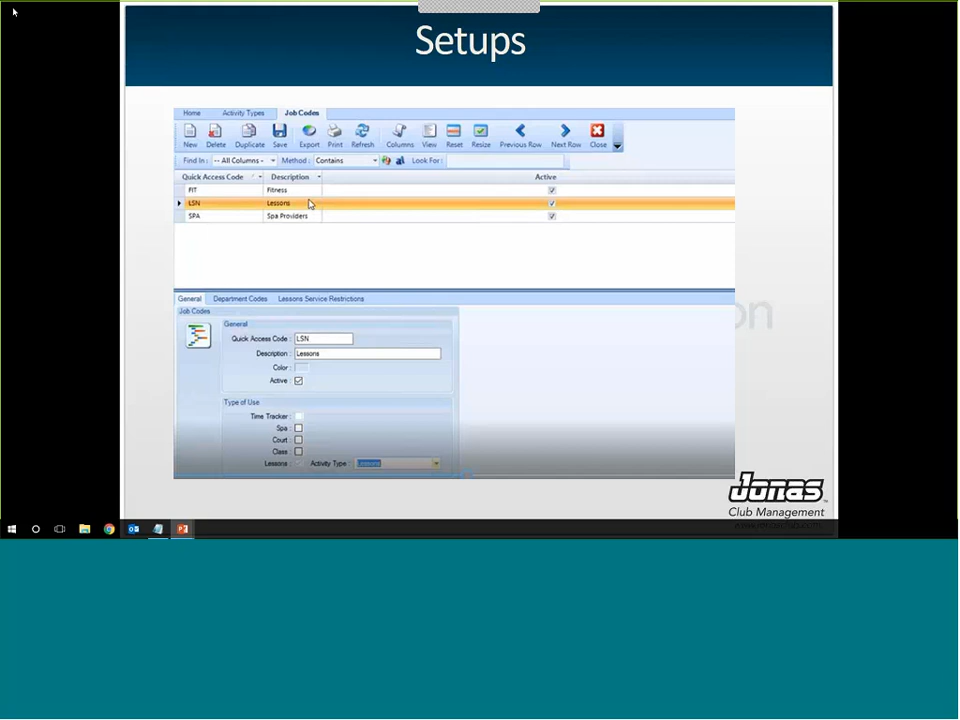 Setups
Home Activity Types Job Codes
New Delete Duplicate Save Export Print Refresh Columns View Reset Resize Previous Row Next Row Close
Find In : -- All Columns -- Method : Contains Look For :
Quick Access Code Description Active
FIT Fitness
LSN Lessons
SPA Spa Providers
General Department Codes Lessons Service Restrictions
Job Codes
on
General
Quick Access Code : LSN
Description : Lessons
Color :
Active :
Type of Use
Time Tracker :
Spa :
Court :
Class :
Lessons : Activity Type : Lessons
Jonas
Club Management